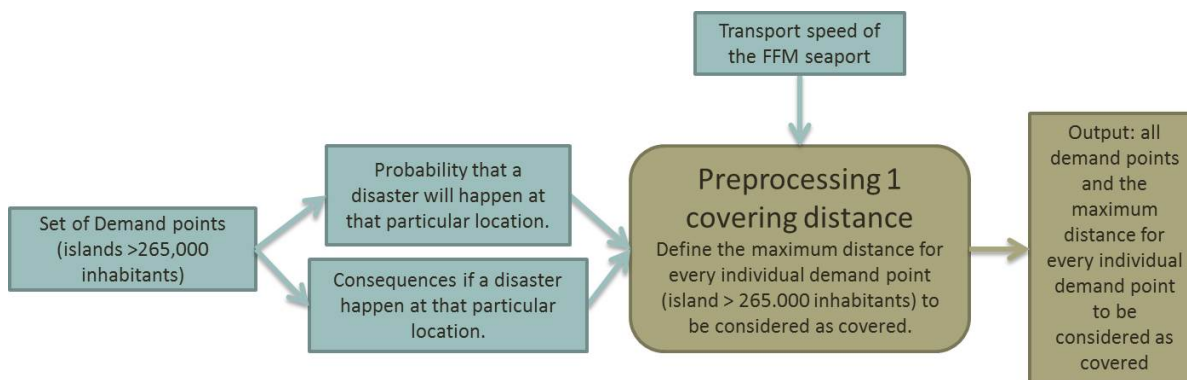 Transport speed of
the FFM seaport
Set of Demand points
(islands >265,000
inhabitants)
Probability that a
disaster will happen at
that particular location.
Consequences if a disaster
happen at that particular
location.
Preprocessing 1
covering distance
Define the maximum distance for
every individual demand point
(island > 265.000 inhabitants) to
be considered as covered.
Output: all
demand points
and the
maximum
distance for
every individual
demand point
to be
considered as
covered